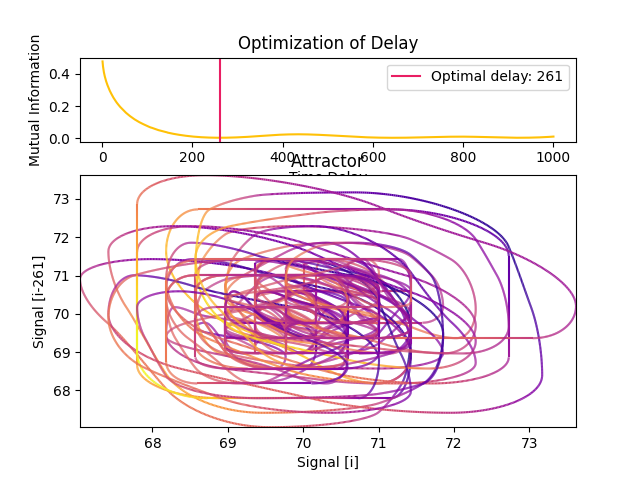 Optimization of Delay
Mutual Information
0.4
0.2
0.0
Optimal delay: 261
0 200 400 600 800 1000
Time Delay
Attractor
Signal [i-261]
73
72
71
70
69
68
68 69 70 71 72 73
Signal [i]